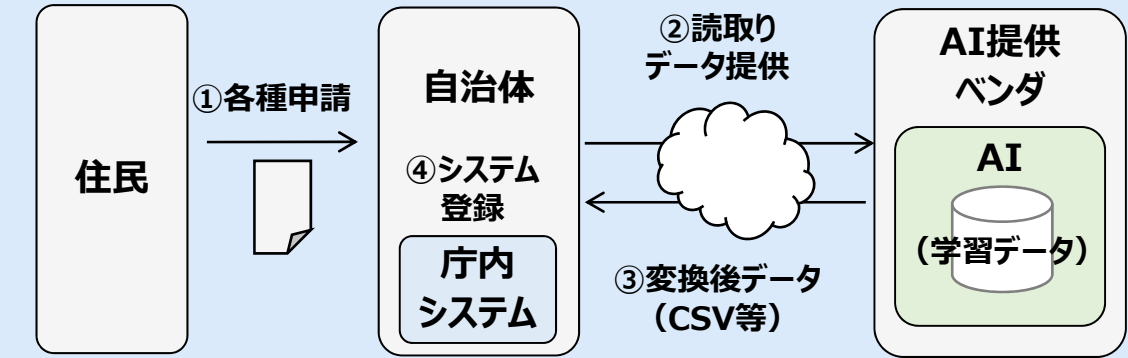 住民
①各種申請
自治体
④システム
登録
庁内
システム
②読取り
データ提供
③変換後データ
（CSV等）
AI提供
ベンダ
AI
（学習データ）